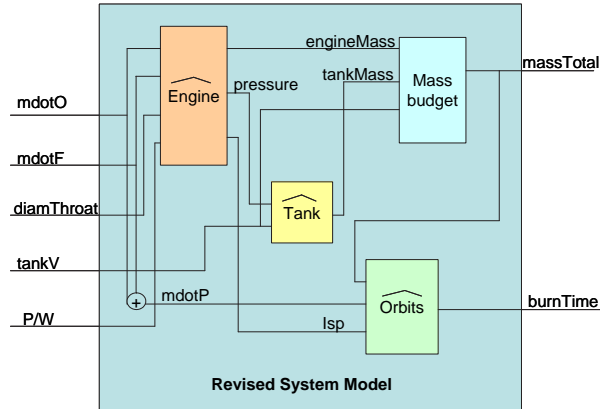 engineMass
massTotal
Engine
tankMass
Mass
budget
pressure
mdotO
mdotF
diamThroat
Tank
tankV
mdotP
+
Orbits
burnTime
P/W
Isp
Revised System Model